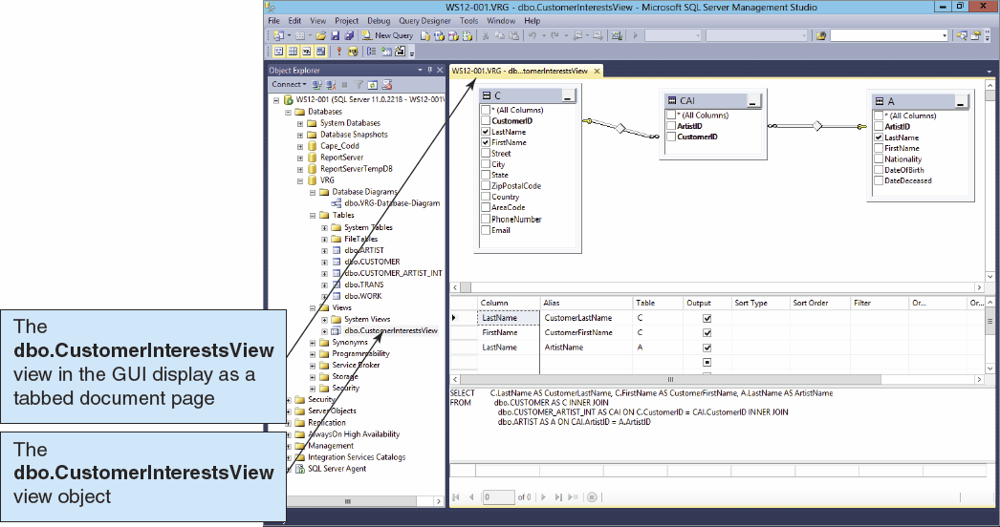 WS12-001.VRG - dbo.CustomerInterestsView - Microsoft SQL Server Management Studio
File Edit View Project Debug Query Designer Tools Window Help
New Query
Object Explorer
Connect
WS12-001 (SQL Server 11.0.2218 - WS12-001\
Databases
System Databases
Database Snapshots
Cape_Codd
ReportServer
ReportServerTempDB
VRG
Database Diagrams
dbo.VRG-Database-Diagram
Tables
System Tables
FileTables
dbo.ARTIST
dbo.CUSTOMER
dbo.CUSTOMER_ARTIST_INT
dbo.TRANS
dbo.WORK
Views
System Views
dbo.CustomerInterestsView
Synonyms
Programmability
Service Broker
Storage
Security
Security
Server Objects
Replication
AlwaysOn High Availability
Management
Integration Services Catalogs
SQL Server Agent
WS12-001.VRG - db...tomerInterestsView
C
* (All Columns)
CustomerID
LastName
FirstName
Street
City
State
ZipPostalCode
Country
AreaCode
PhoneNumber
Email
CAI
* (All Columns)
ArtistID
CustomerID
A
* (All Columns)
ArtistID
LastName
FirstName
Nationality
DateOfBirth
DateDeceased
Column Alias Table Output Sort Type Sort Order Filter Or... Or...
LastName CustomerLastName C
FirstName CustomerFirstName C
LastName ArtistName A
SELECT C.LastName AS CustomerLastName, C.FirstName AS CustomerFirstName, A.LastName AS ArtistName
FROM dbo.CUSTOMER AS C INNER JOIN
dbo.CUSTOMER_ARTIST_INT AS CAI ON C.CustomerID = CAI.CustomerID INNER JOIN
dbo.ARTIST AS A ON CAI.ArtistID = A.ArtistID
0 of 0
The
dbo.CustomerInterestsView
view in the GUI display as a
tabbed document page
The
dbo.CustomerInterestsView
view object